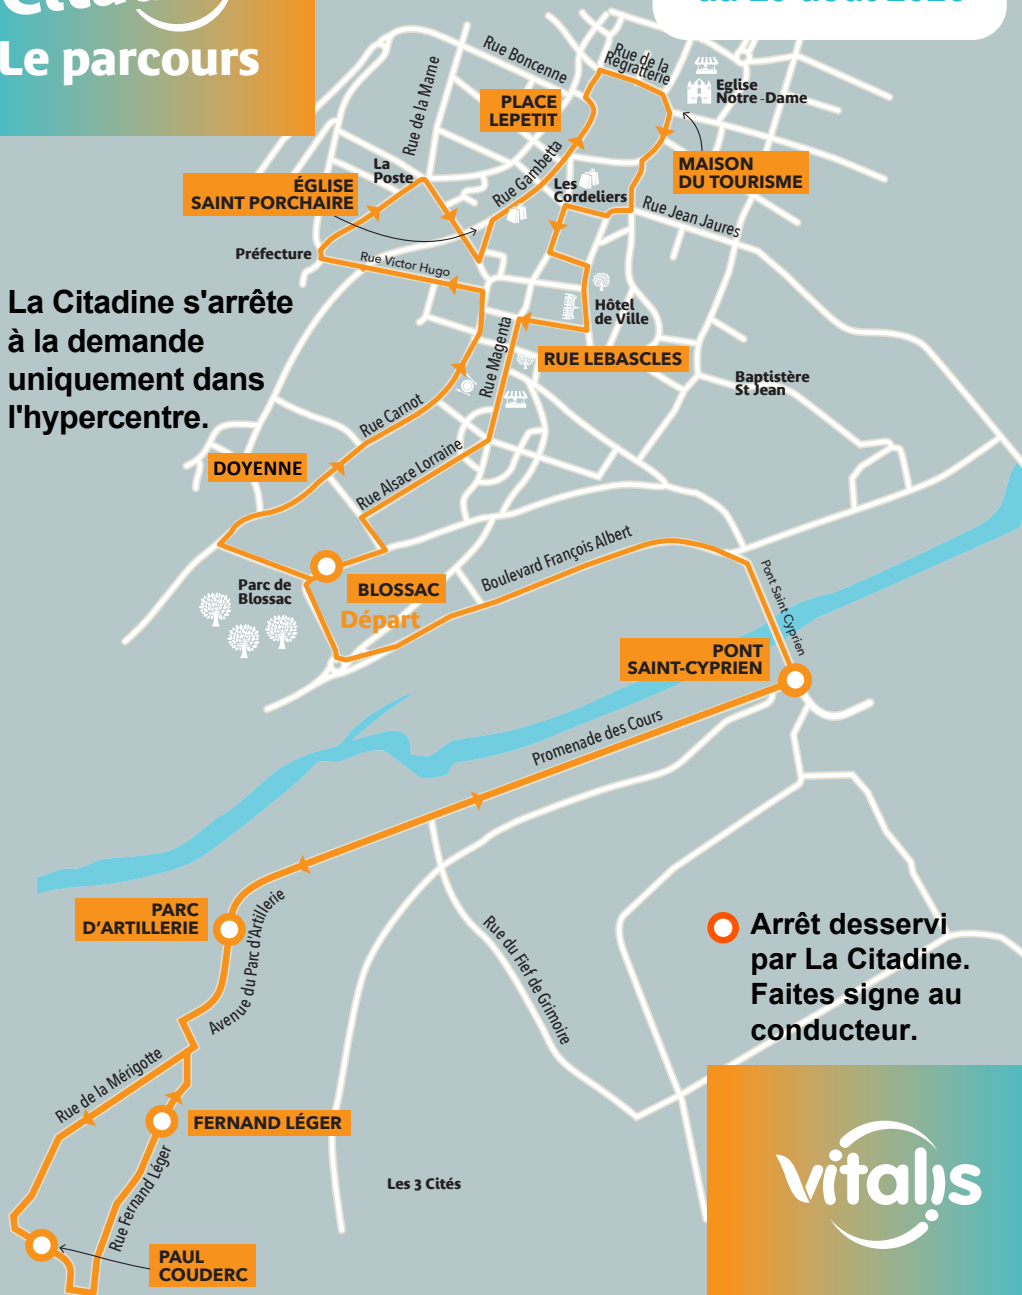 Le parcours
Rue Boncenne
Rue de la
Regratterie
Eglise
Notre -Dame
PLACE
LEPETIT
Rue de la Marne
MAISON
DU TOURISME
La
Poste
ÉGLISE
SAINT PORCHAIRE
Rue Gambetta
Les
Cordeliers
Rue Jean Jaures
Préfecture
Rue Victor Hugo
La Citadine s'arrête
à la demande
uniquement dans
l'hypercentre.
Hôtel
de Ville
Rue Magenta
RUE LEBASCLES
Baptistère
St Jean
Rue Carnot
Rue Alsace Lorraine
DOYENNE
Boulevard François Albert
Pont Saint Cyprien
Parc de
Blossac
BLOSSAC
Départ
PONT
SAINT-CYPRIEN
Promenade des Cours
PARC
D'ARTILLERIE
Avenue du Parc d'Artillerie
Rue du Fief de Grimoire
Arrêt desservi
par La Citadine.
Faites signe au
conducteur.
Rue de la Mérigotte
FERNAND LÉGER
Rue Fernand Léger
Les 3 Cités
PAUL
COUDERC
vitalis